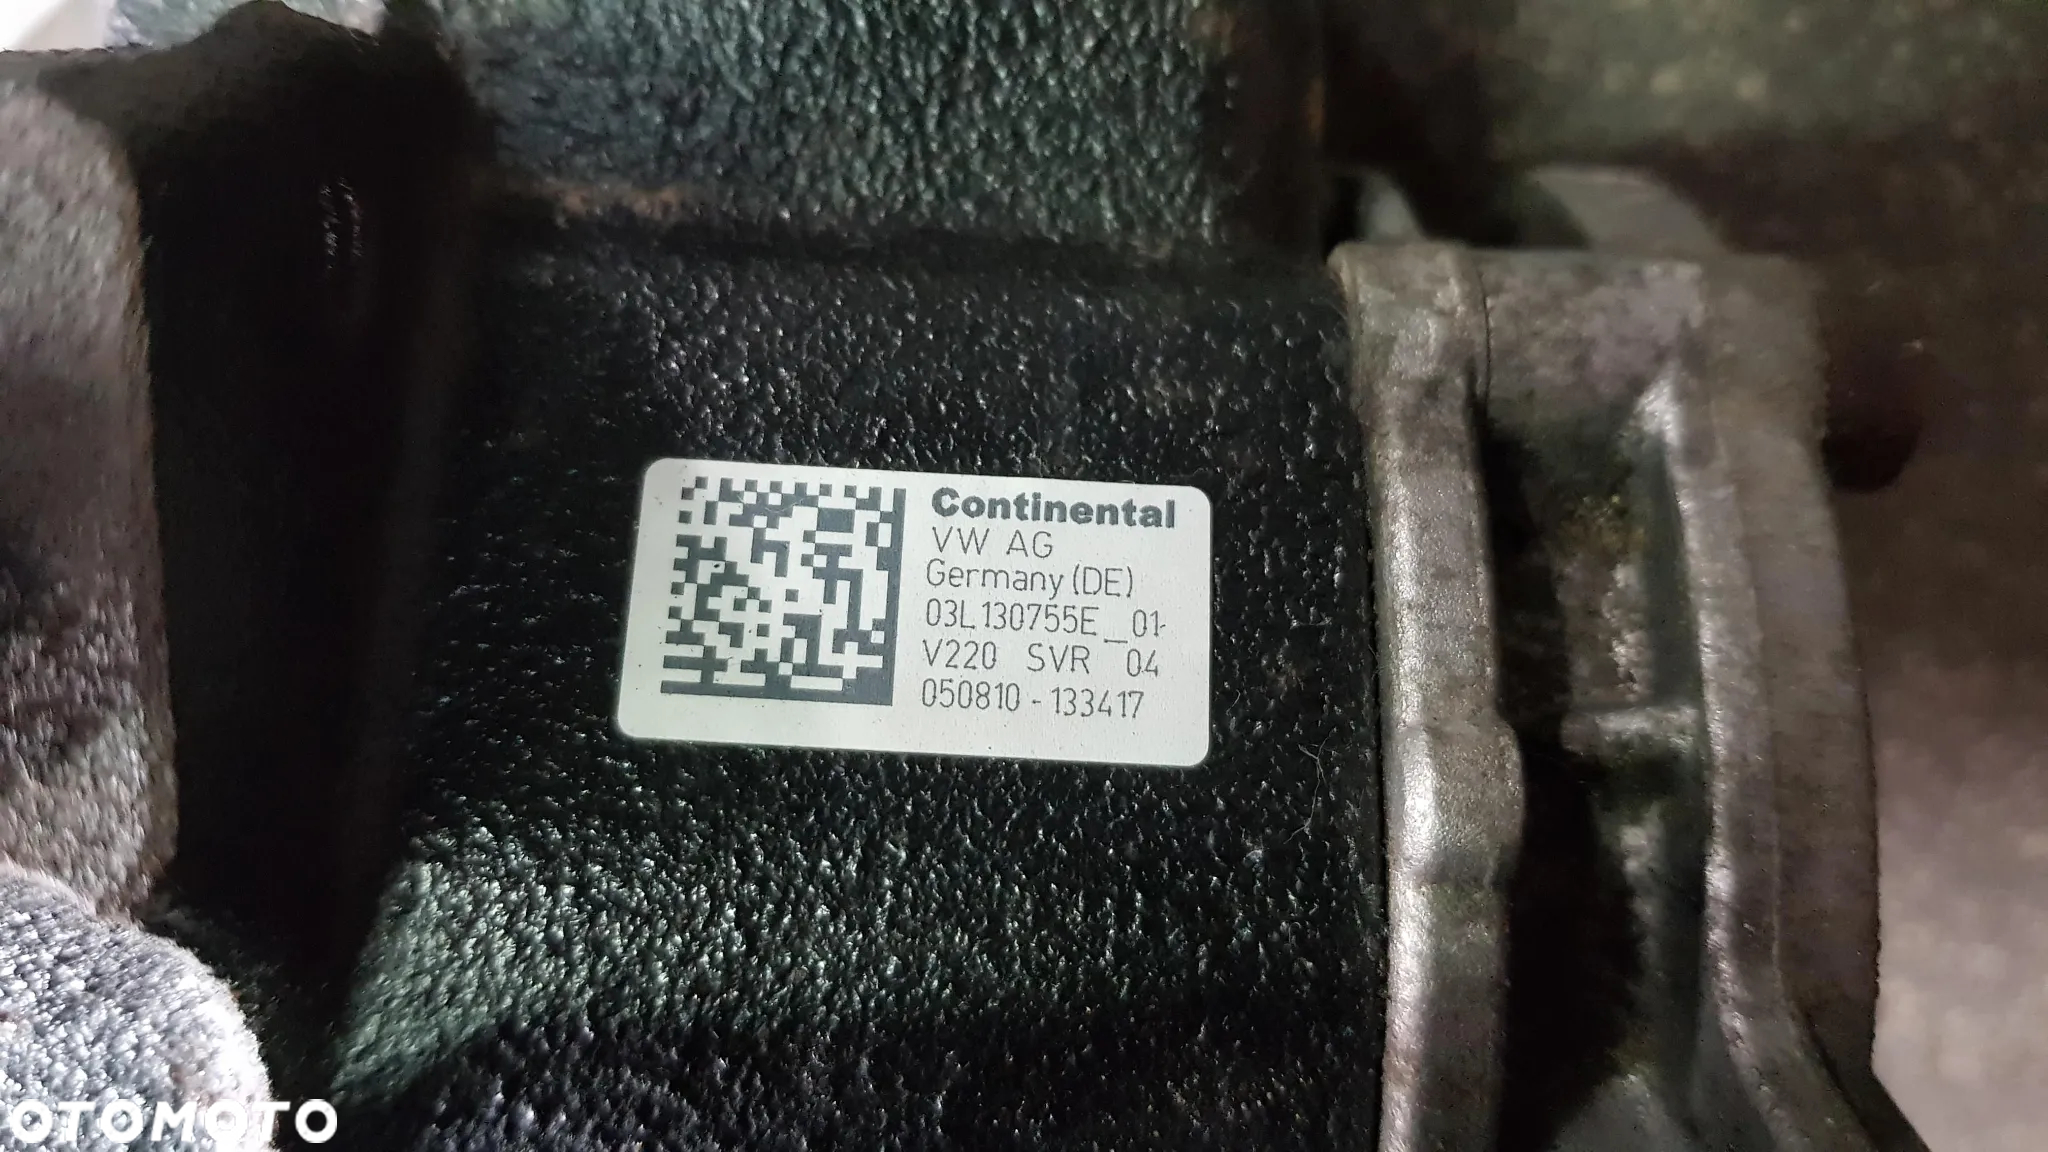 Continental
VW AG
Germany (DE)
03L130755E_01
V220 SVR 04
050810-133417
OTOMOTO